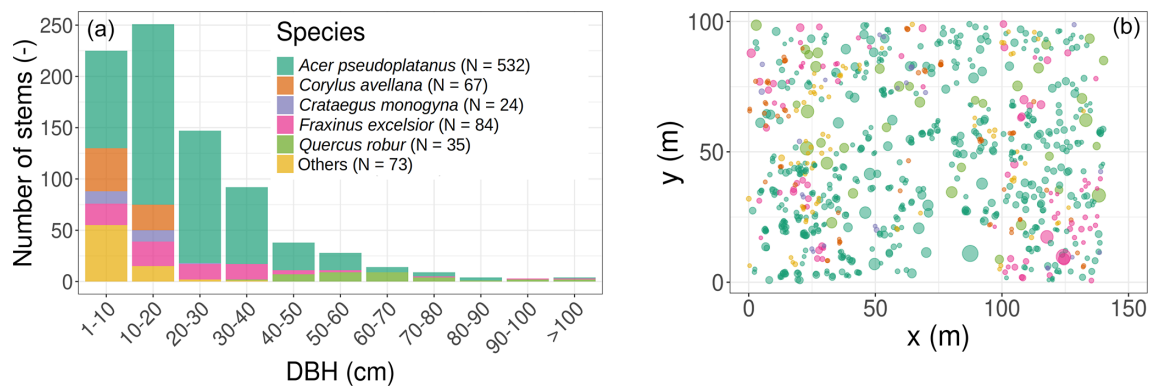 (a)
Number of stems (-)
250
200
150
100
50
0
Species
Acer pseudoplatanus (N = 532)
Corylus avellana (N = 67)
Crataegus monogyna (N = 24)
Fraxinus excelsior (N = 84)
Quercus robur (N = 35)
Others (N = 73)
1-10
10-20
20-30
30-40
40-50
50-60
60-70
70-80
80-90
90-100
>100
DBH (cm)
(b)
y (m)
100
50
0
0
50
100
150
x (m)